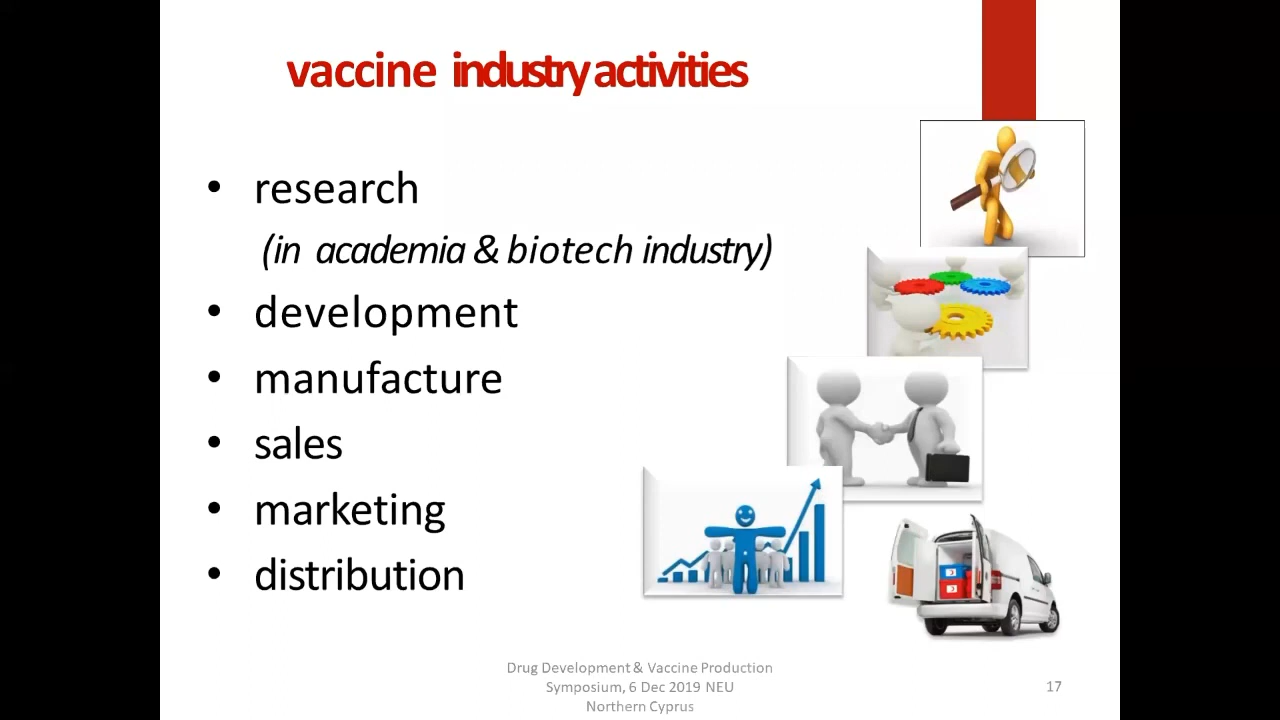 vaccine industry activities
• research
(in academia & biotech industry)
• development
• manufacture
• sales
• marketing
• distribution
Drug Development & Vaccine Production
Symposium, 6 Dec 2019 NEU
Northern Cyprus
17